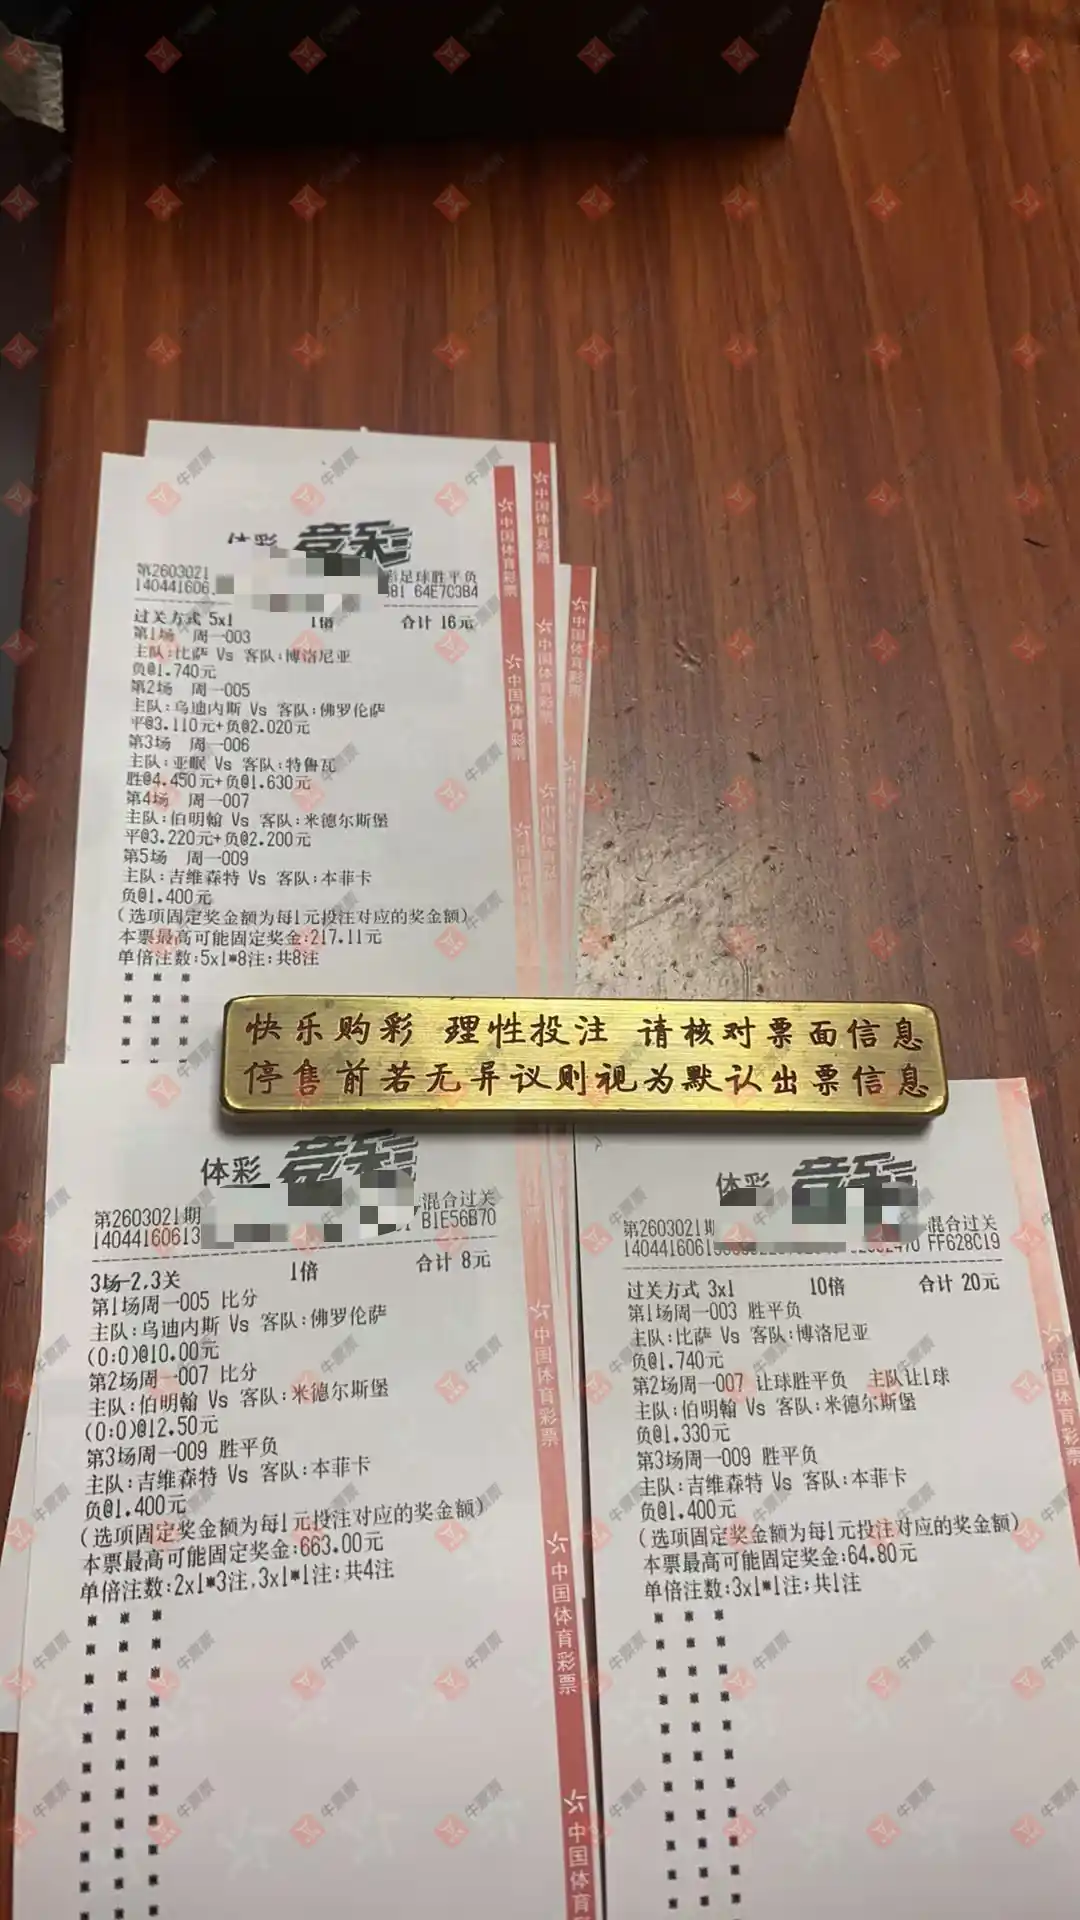 体彩 竞彩
第2603021
彩足球胜平负
140441606
381 64E7C3B4
过关方式 5x1 1倍 合计 16元
第1场 周一003
主队:比萨 Vs 客队:博洛尼亚
负@1.740元
第2场 周一005
主队:乌迪内斯 Vs 客队:佛罗伦萨
平@3.110元+负@2.020元
第3场 周一006
主队:亚眠 Vs 客队:特鲁瓦
胜@4.450元+负@1.630元
第4场 周一007
主队:伯明翰 Vs 客队:米德尔斯堡
平@3.220元+负@2.200元
第5场 周一009
主队:吉维森特 Vs 客队:本菲卡
负@1.400元
(选项固定奖金额为每1元投注对应的奖金额)
本票最高可能固定奖金:217.11元
单倍注数:5x1*8注;共8注
中国体育彩票
快乐购彩 理性投注 请核对票面信息
停售前若无异议则视为默认出票信息
体彩 竞彩
第2603021期 混合过关
14044160613 B1E56B70
3场-2.3关 1倍 合计 8元
第1场周一005 比分
主队:乌迪内斯 Vs 客队:佛罗伦萨
(0:0)@10.00元
第2场周一007 比分
主队:伯明翰 Vs 客队:米德尔斯堡
(0:0)@12.50元
第3场周一009 胜平负
主队:吉维森特 Vs 客队:本菲卡
负@1.400元
(选项固定奖金额为每1元投注对应的奖金额)
本票最高可能固定奖金:663.00元
单倍注数:2x1*3注,3x1*1注;共4注
中国体育彩票
体彩 竞彩
第2603021期 混合过关
1404416061 FF628C19
过关方式 3x1 10倍 合计 20元
第1场周一003 胜平负
主队:比萨 Vs 客队:博洛尼亚
负@1.740元
第2场周一007 让球胜平负 主队让1球
主队:伯明翰 Vs 客队:米德尔斯堡
负@1.330元
第3场周一009 胜平负
主队:吉维森特 Vs 客队:本菲卡
负@1.400元
(选项固定奖金额为每1元投注对应的奖金额)
本票最高可能固定奖金:64.80元
单倍注数:3x1*1注;共1注
中国体育彩票
牛票票